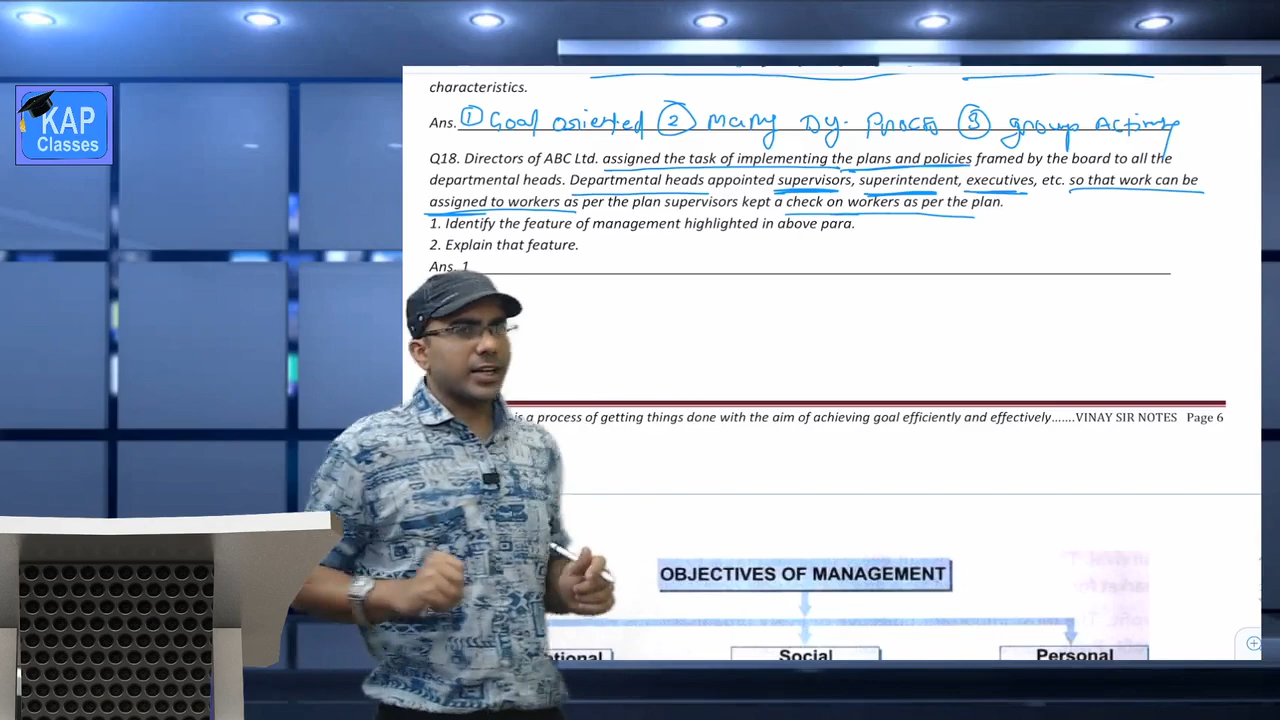 KAP
Classes
characteristics.
Ans. ① Goal oriented ② Many Dy. Process ③ group Activity
Q18. Directors of ABC Ltd. assigned the task of implementing the plans and policies framed by the board to all the
departmental heads. Departmental heads appointed supervisors, superintendent, executives, etc. so that work can be
assigned to workers as per the plan supervisors kept a check on workers as per the plan.
1. Identify the feature of management highlighted in above para.
2. Explain that feature.
Ans. 1
is a process of getting things done with the aim of achieving goal efficiently and effectively.......VINAY SIR NOTES Page 6
OBJECTIVES OF MANAGEMENT
tional Social Personal